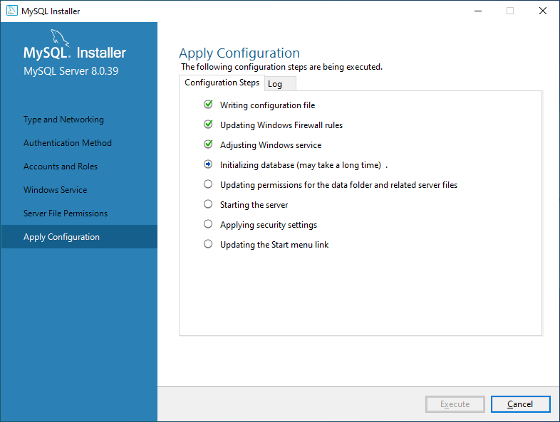 MySQL Installer
MySQL. Installer
MySQL Server 8.0.39
Type and Networking
Authentication Method
Accounts and Roles
Windows Service
Server File Permissions
Apply Configuration
Apply Configuration
The following configuration steps are being executed.
Configuration Steps Log
Writing configuration file
Updating Windows Firewall rules
Adjusting Windows service
Initializing database (may take a long time) .
Updating permissions for the data folder and related server files
Starting the server
Applying security settings
Updating the Start menu link
Execute Cancel